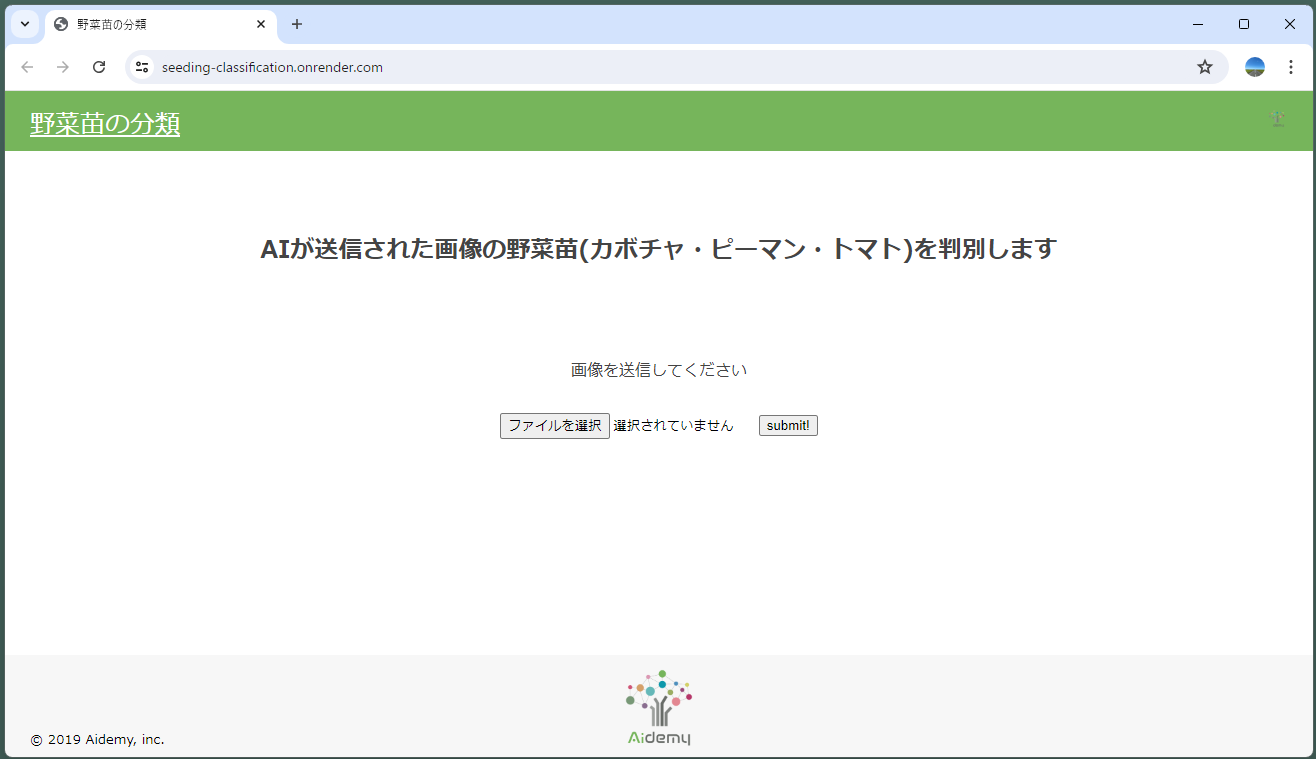 野菜苗の分類
seeding-classification.onrender.com
野菜苗の分類
AIが送信された画像の野菜苗(カボチャ・ピーマン・トマト)を判別します
画像を送信してください
ファイルを選択 選択されていません submit!
Aidemy
© 2019 Aidemy, inc.